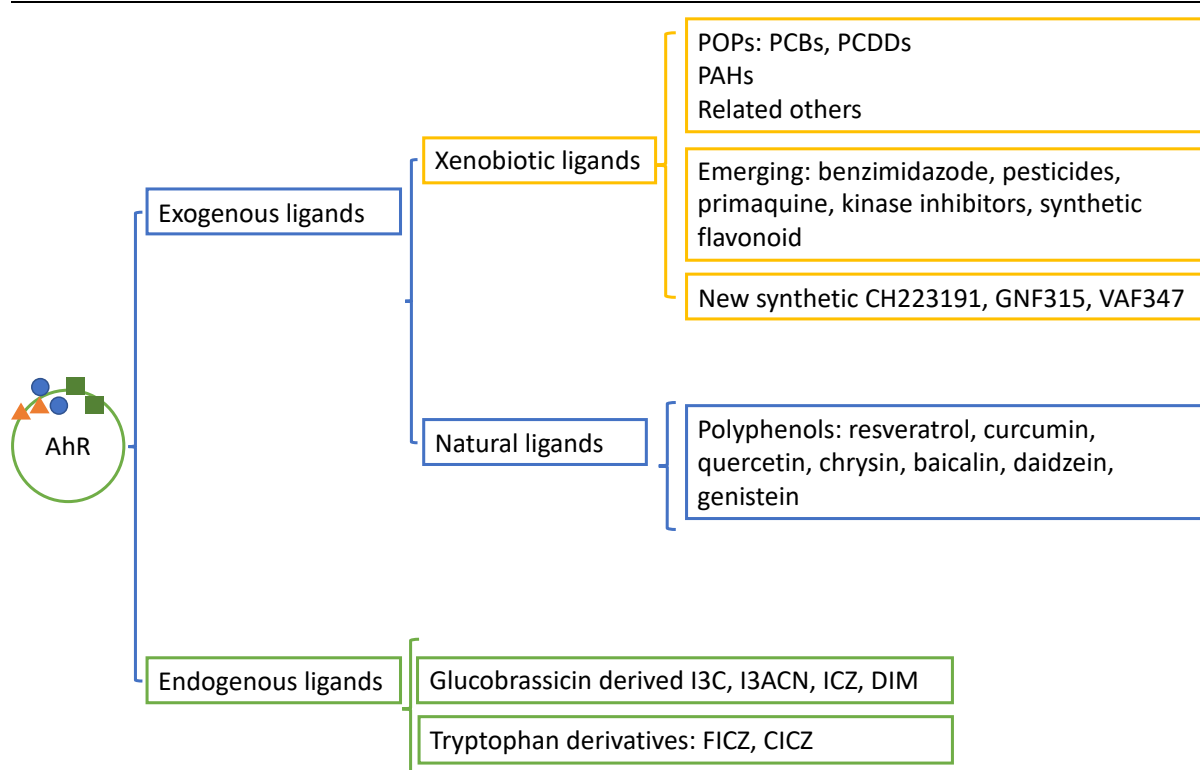 POPs: PCBs, PCDDs
PAHs
Related others
Xenobiotic ligands
Emerging: benzimidazode, pesticides,
primaquine, kinase inhibitors, synthetic
flavonoid
Exogenous ligands
New synthetic CH223191, GNF315, VAF347
AhR
Natural ligands
Polyphenols: resveratrol, curcumin,
quercetin, chrysin, baicalin, daidzein,
genistein
Endogenous ligands
Glucobrassicin derived I3C, I3ACN, ICZ, DIM
Tryptophan derivatives: FICZ, CICZ